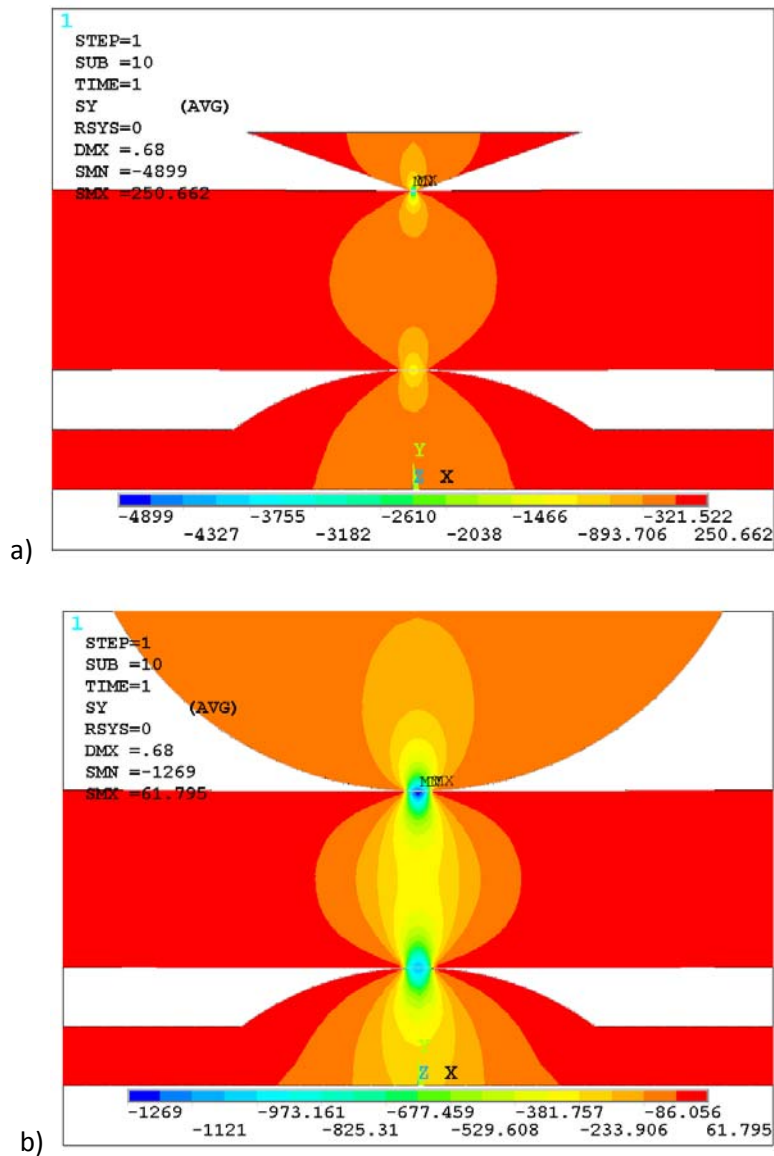 1
STEP=1
SUB =10
TIME=1
SY (AVG)
RSYS=0
DMX =.68
SMN =-4899
SMX =250.662
MX
Y
Z X
-4899 -3755 -2610 -1466 -321.522
-4327 -3182 -2038 -893.706 250.662
a)
1
STEP=1
SUB =10
TIME=1
SY (AVG)
RSYS=0
DMX =.68
SMN =-1269
SMX =61.795
MNMX
Y
Z X
-1269 -973.161 -677.459 -381.757 -86.056
-1121 -825.31 -529.608 -233.906 61.795
b)